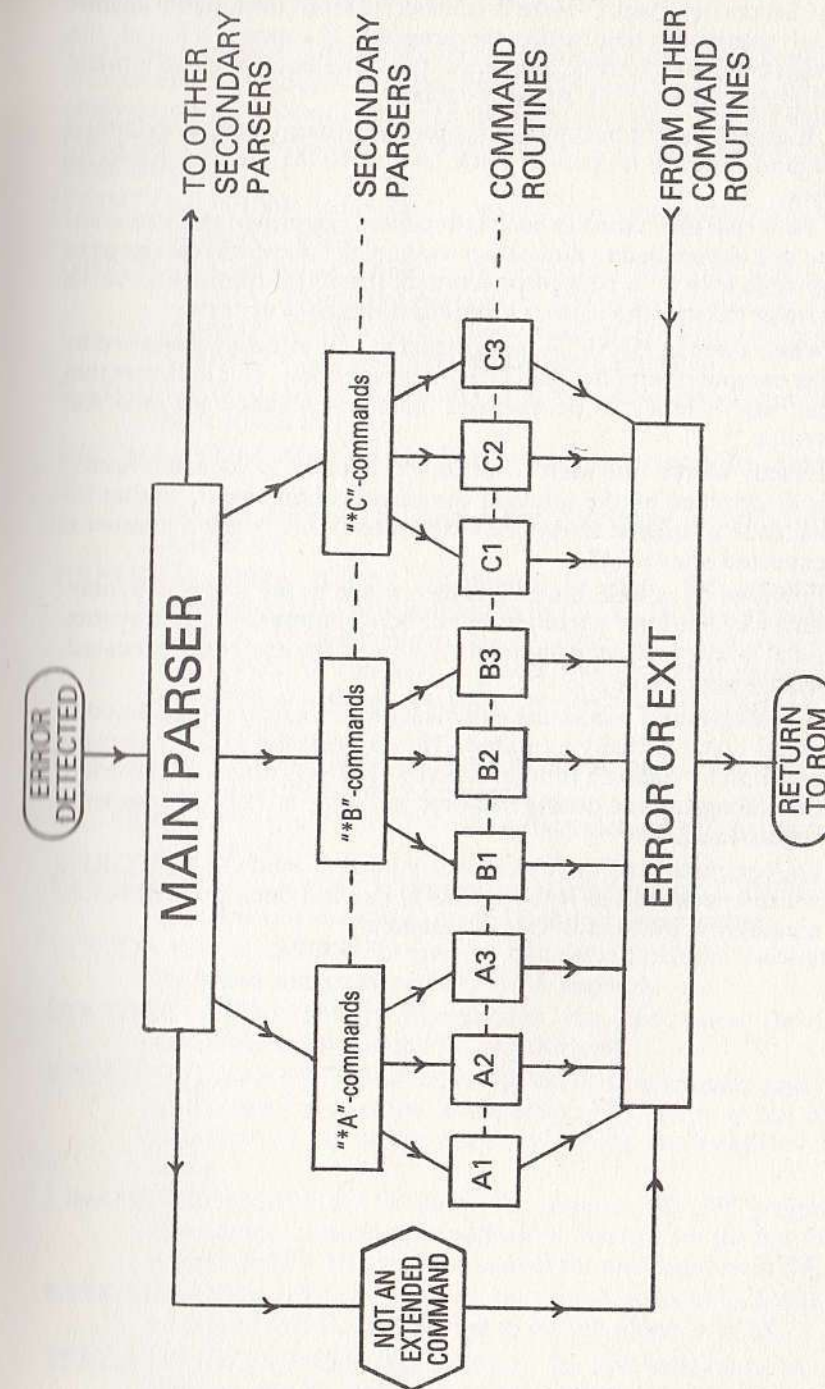 ERROR
DETECTED
MAIN PARSER
TO OTHER
SECONDARY
PARSERS
"*A"-commands
"*B"-commands
"*C"-commands
SECONDARY
PARSERS
NOT AN
EXTENDED
COMMAND
A1
A2
A3
B1
B2
B3
C1
C2
C3
COMMAND
ROUTINES
ERROR OR EXIT
FROM OTHER
COMMAND
ROUTINES
RETURN
TO ROM